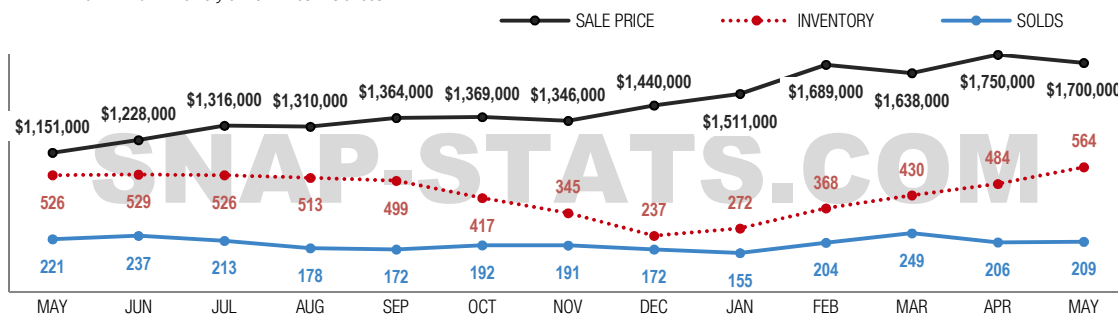 SALE PRICE INVENTORY SOLDS
$1,151,000 $1,228,000 $1,316,000 $1,310,000 $1,364,000 $1,369,000 $1,346,000 $1,440,000 $1,511,000 $1,689,000 $1,638,000 $1,750,000 $1,700,000
SNAP-STATS.COM
526 529 526 513 499 417 345 237 272 368 430 484 564
221 237 213 178 172 192 191 172 155 204 249 206 209
MAY JUN JUL AUG SEP OCT NOV DEC JAN FEB MAR APR MAY